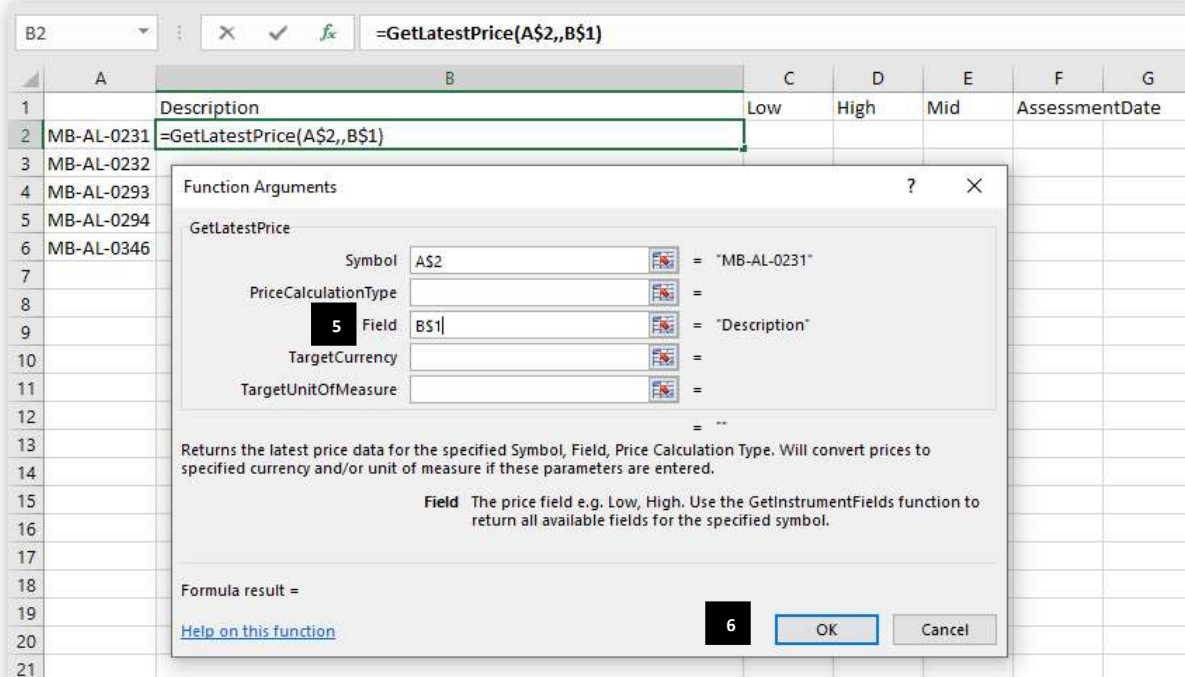 B2 fx =GetLatestPrice(A$2,,B$1)
A B C D E F G
1 Description Low High Mid AssessmentDate
2 MB-AL-0231 =GetLatestPrice(A$2,,B$1)
3 MB-AL-0232
4 MB-AL-0293
5 MB-AL-0294
6 MB-AL-0346
7
8
9
10
11
12
13
14
15
16
17
18
19
20
21
Function Arguments ?
GetLatestPrice
Symbol A$2 = "MB-AL-0231"
PriceCalculationType =
5 Field B$1 = "Description"
TargetCurrency =
TargetUnitOfMeasure =
= ""
Returns the latest price data for the specified Symbol, Field, Price Calculation Type. Will convert prices to
specified currency and/or unit of measure if these parameters are entered.
Field The price field e.g. Low, High. Use the GetInstrumentFields function to
return all available fields for the specified symbol.
Formula result =
Help on this function 6 OK Cancel